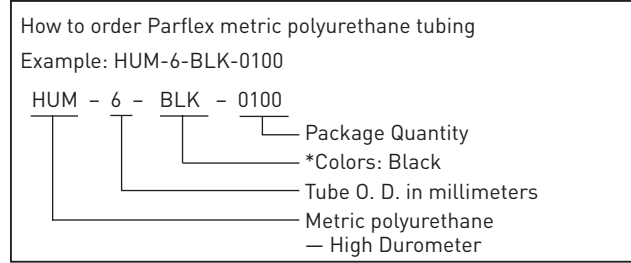 How to order Parflex metric polyurethane tubing
Example: HUM-6-BLK-0100
HUM – 6 – BLK – 0100
Package Quantity
*Colors: Black
Tube O. D. in millimeters
Metric polyurethane
— High Durometer